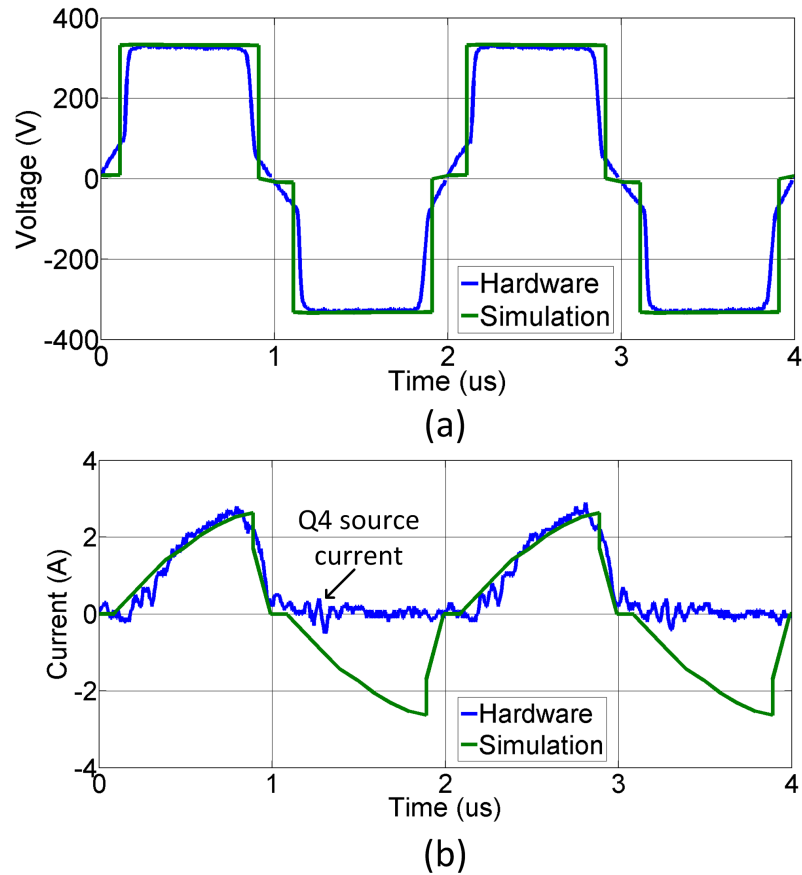 400
200
0
-200
-400
Voltage (V)
Hardware
Simulation
0
1
2
3
4
Time (us)
(a)
4
2
0
-2
-4
Current (A)
Q4 source
current
Hardware
Simulation
0
1
2
3
4
Time (us)
(b)